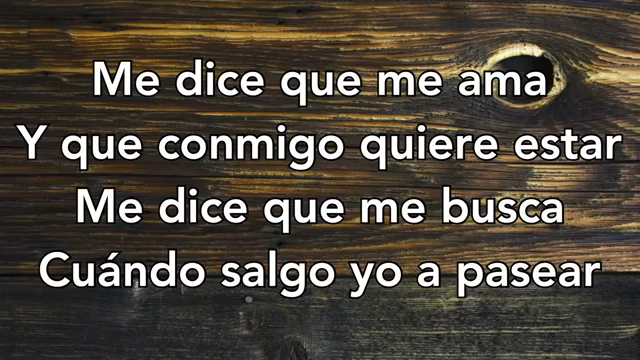 Me dice que me ama
Y que conmigo quiere estar
Me dice que me busca
Cuándo salgo yo a pasear